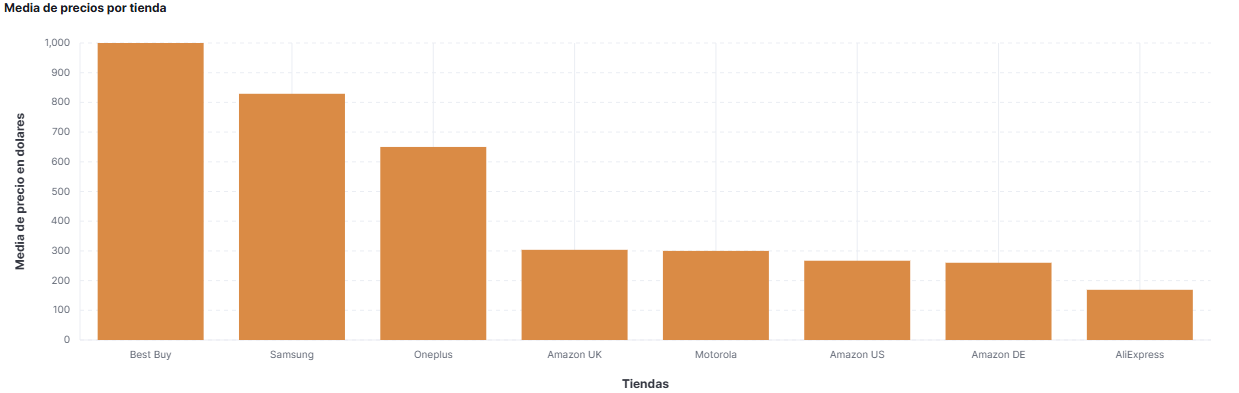 Media de precios por tienda
Media de precio en dolares
1,000
900
800
700
600
500
400
300
200
100
0
Best Buy
Samsung
Oneplus
Amazon UK
Motorola
Amazon US
Amazon DE
AliExpress
Tiendas